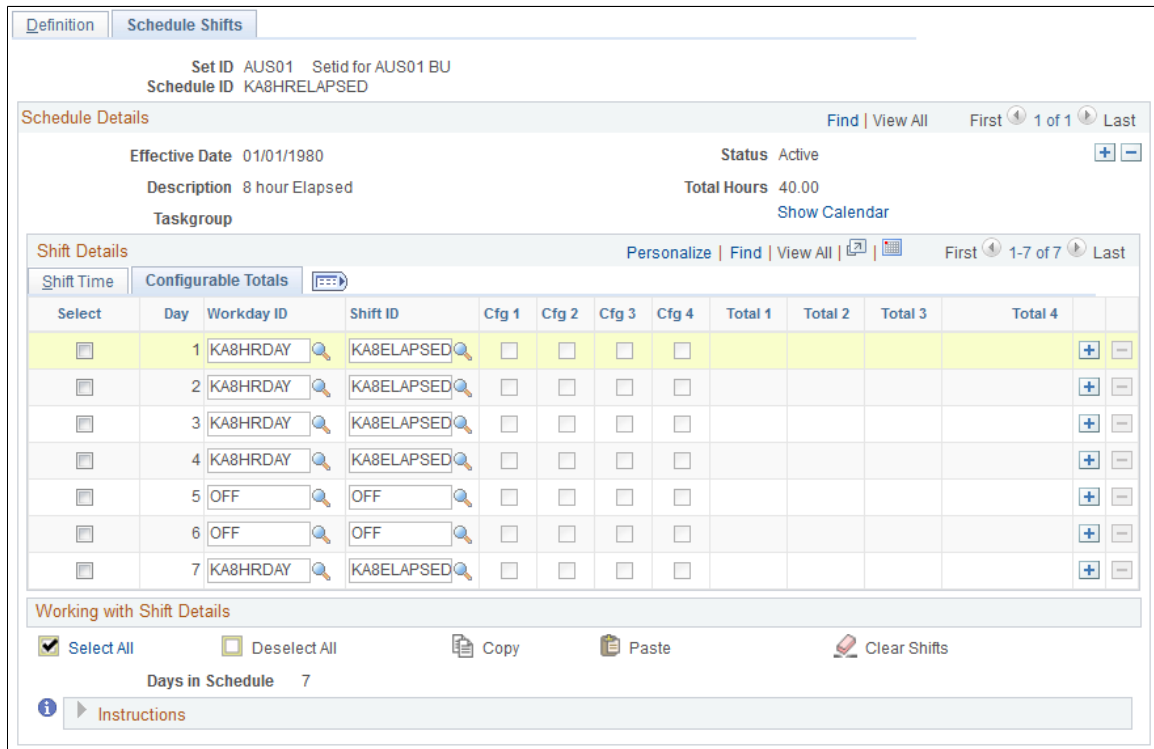 Definition Schedule Shifts
Set ID AUS01 Setid for AUS01 BU
Schedule ID KA8HRELAPSED
Schedule Details Find | View All First 1 of 1 Last
Effective Date 01/01/1980 Status Active
Description 8 hour Elapsed Total Hours 40.00
Taskgroup Show Calendar
Shift Details Personalize | Find | View All | | First 1-7 of 7 Last
Shift Time Configurable Totals
Select Day Workday ID Shift ID Cfg 1 Cfg 2 Cfg 3 Cfg 4 Total 1 Total 2 Total 3 Total 4
1 KA8HRDAY KA8ELAPSED
2 KA8HRDAY KA8ELAPSED
3 KA8HRDAY KA8ELAPSED
4 KA8HRDAY KA8ELAPSED
5 OFF OFF
6 OFF OFF
7 KA8HRDAY KA8ELAPSED
Working with Shift Details
Select All Deselect All Copy Paste Clear Shifts
Days in Schedule 7
Instructions